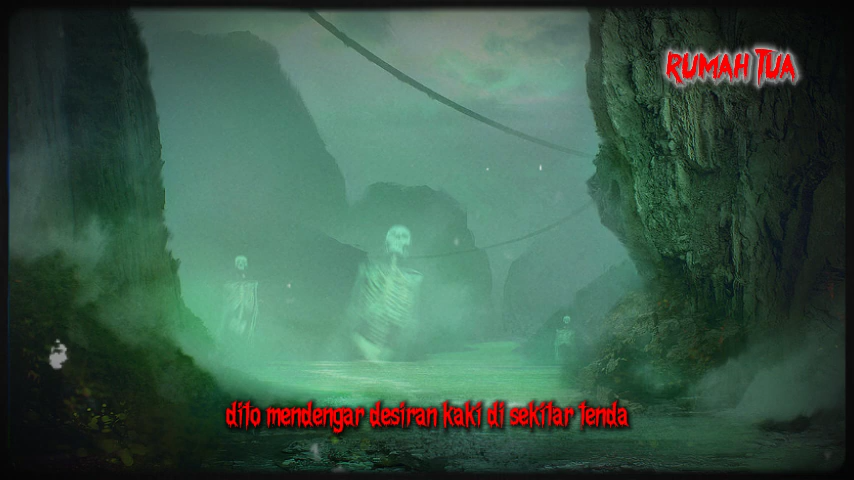 RUMAH TUA
dito mendengar desiran kaki di sekitar tenda